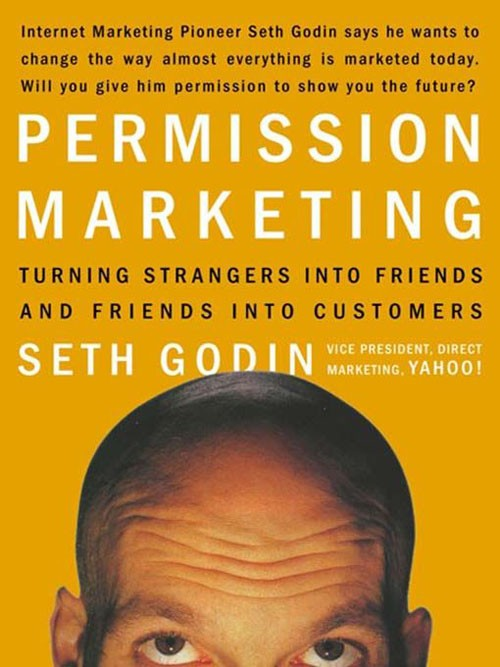 Internet Marketing Pioneer Seth Godin says he wants to
change the way almost everything is marketed today.
Will you give him permission to show you the future?
PERMISSION
MARKETING
TURNING STRANGERS INTO FRIENDS
AND FRIENDS INTO CUSTOMERS
SETH GODIN
VICE PRESIDENT, DIRECT
MARKETING, YAHOO!